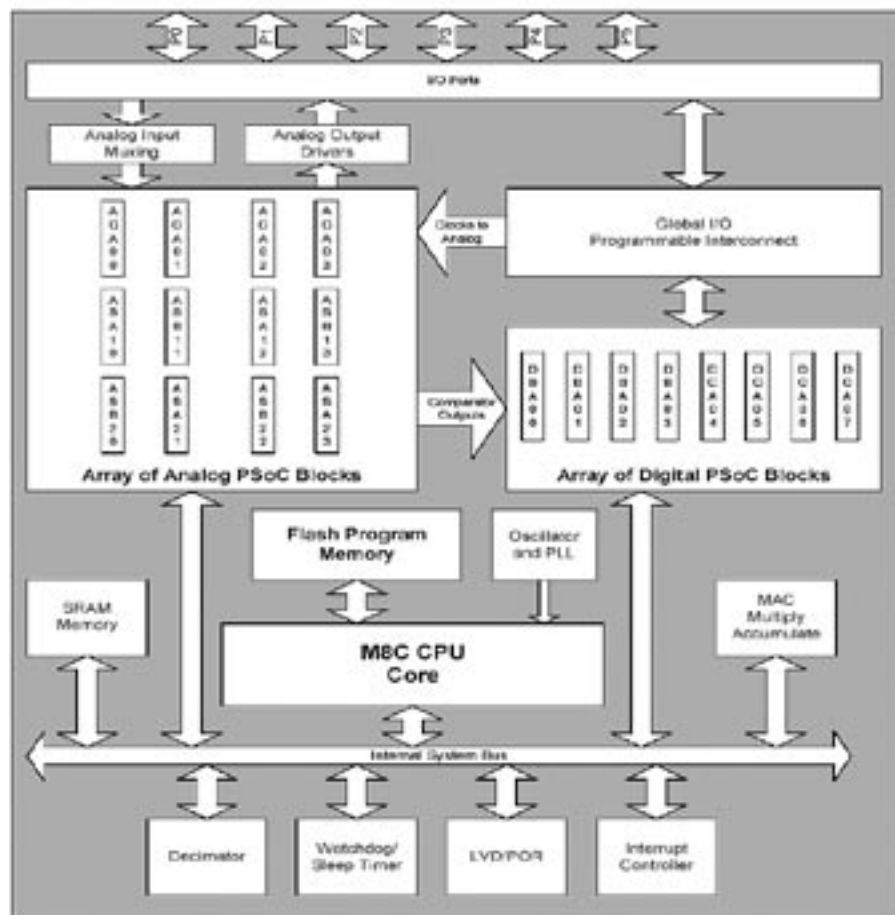 P0 P1 P2 P3 P4 P5
I/O Ports
Analog Input
Muxing
Analog Output
Drivers
ACA00 ACA01 ACA02 ACA03
ASA10 ASB11 ASA12 ASB13
ASB20 ASA21 ASB22 ASA23
Array of Analog PSoC Blocks
Clocks to
Analog
Global I/O
Programmable Interconnect
Comparator
Outputs
DBA00 DBA01 DBA02 DBA03 DCA04 DCA05 DCA06 DCA07
Array of Digital PSoC Blocks
Flash Program
Memory
Oscillator
and PLL
SRAM
Memory
M8C CPU
Core
MAC
Multiply
Accumulate
Internal System Bus
Decimator
Watchdog/
Sleep Timer
LVD/POR
Interrupt
Controller